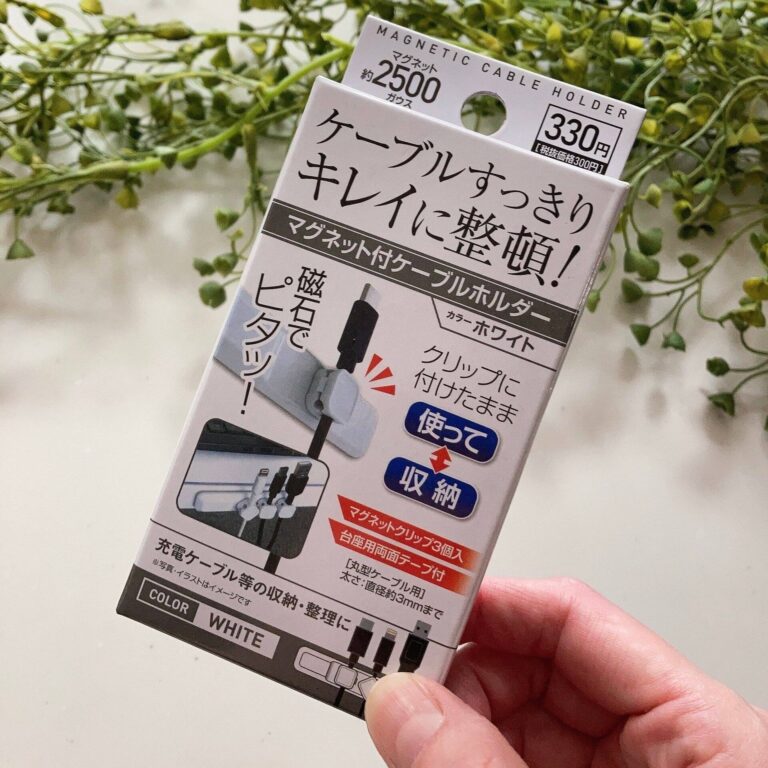 MAGNETIC CABLE HOLDER
マグネット
約2500
ガウス
330円
[税抜価格300円]
ケーブルすっきり
キレイに整頓!
マグネット付ケーブルホルダー
カラー ホワイト
磁石で
ピタッ!
クリップに
付けたまま
使って
収納
マグネットクリップ3個入
台座用両面テープ付
[丸型ケーブル用]
太さ:直径約3mmまで
充電ケーブル等の収納・整理に
※写真・イラストはイメージです
COLOR WHITE